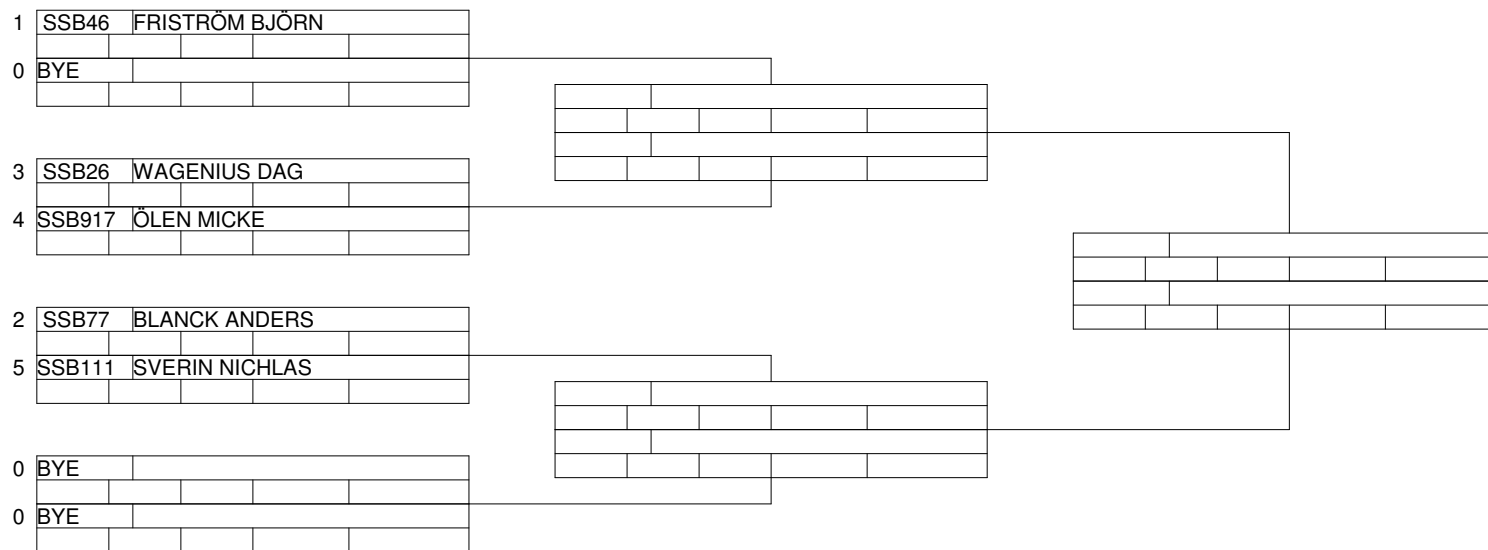 1 SSB46 FRISTRÖM BJÖRN
0 BYE
3 SSB26 WAGENIUS DAG
4 SSB917 ÖLEN MICKE
2 SSB77 BLANCK ANDERS
5 SSB111 SVERIN NICHLAS
0 BYE
0 BYE